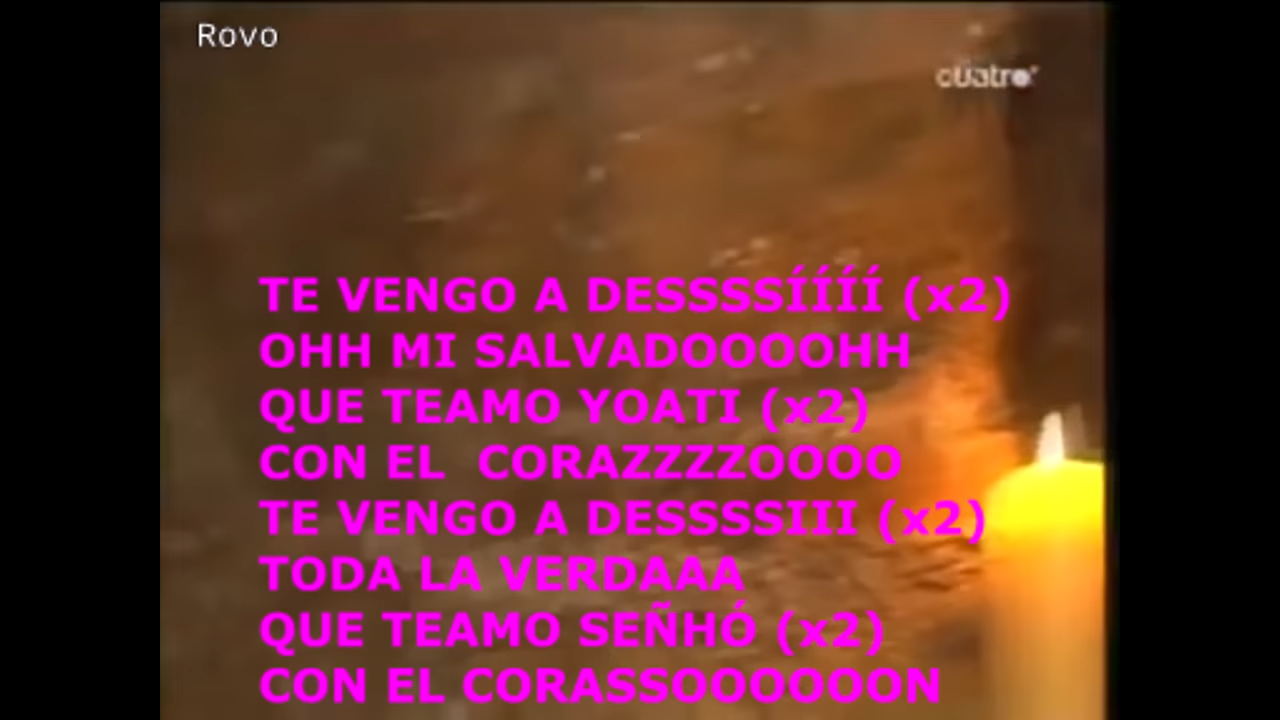 Rovo
cuatro
TE VENGO A DESSSSÍÍÍÍ (x2)
OHH MI SALVADOOOOHH
QUE TEAMO YOATI (x2)
CON EL CORAZZZZOOOO
TE VENGO A DESSSSIII (x2)
TODA LA VERDAAA
QUE TEAMO SEÑHÓ (x2)
CON EL CORASSOOOOOON